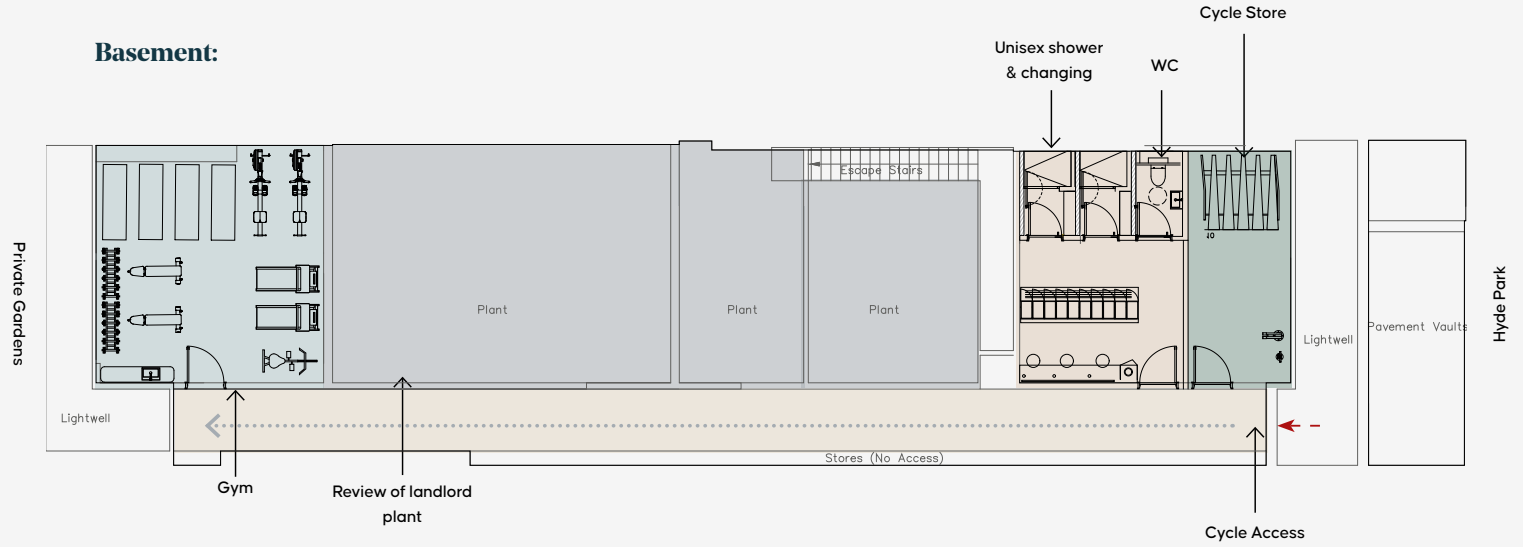 Cycle Store
Basement:
Unisex shower
& changing
WC
Escape Stairs
10
Private Gardens
Plant
Plant
Plant
Hyde Park
Pavement Vaults
Lightwell
Lightwell
Stores (No Access)
Gym
Review of landlord
plant
Cycle Access